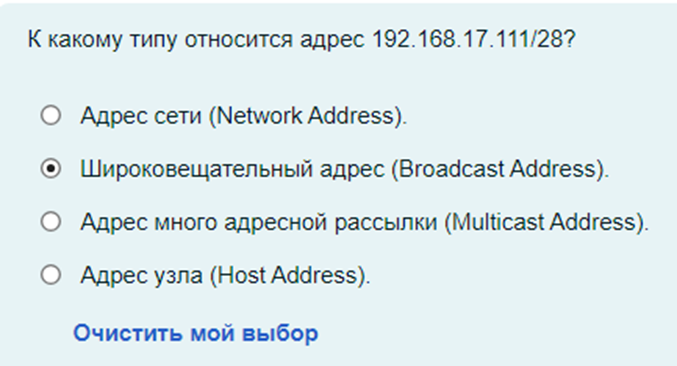 К какому типу относится адрес 192.168.17.111/28?
Адрес сети (Network Address).
Широковещательный адрес (Broadcast Address).
Адрес много адресной рассылки (Multicast Address).
Адрес узла (Host Address).
Очистить мой выбор